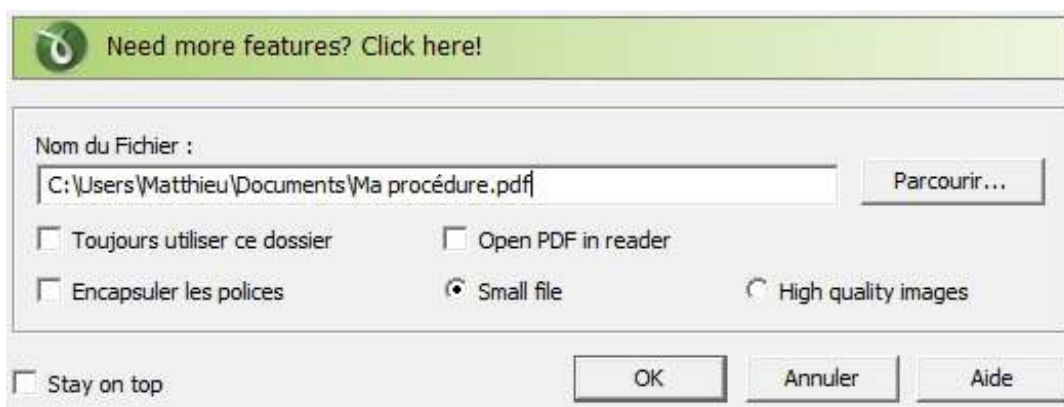 Need more features? Click here!
Nom du Fichier :
C:\Users\Matthieu\Documents\Ma procédure.pdf
Parcourir...
Toujours utiliser ce dossier
Open PDF in reader
Encapsuler les polices
Small file
High quality images
Stay on top
OK
Annuler
Aide